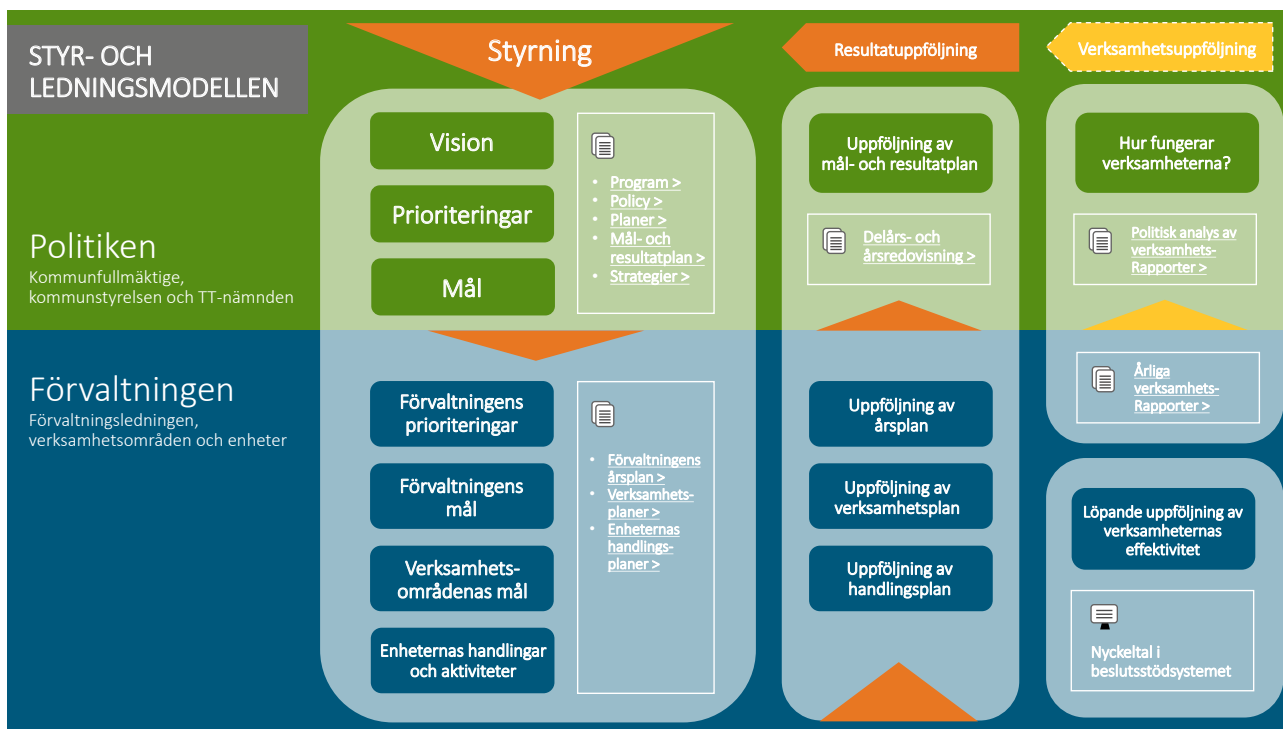 STYR- OCH
LEDNINGSMODELLEN
Styrning
Resultatuppföljning
Verksamhetsuppföljning
Politiken
Kommunfullmäktige,
kommunstyrelsen och TT-nämnden
Vision
Prioriteringar
Mål
• Program >
• Policy >
• Planer >
• Mål- och
resultatplan >
• Strategier >
Uppföljning av
mål- och resultatplan
Delårs- och
årsredovisning >
Hur fungerar
verksamheterna?
Politisk analys av
verksamhets-
Rapporter >
Förvaltningen
Förvaltningsledningen,
verksamhetsområden och enheter
Förvaltningens
prioriteringar
Förvaltningens
mål
Verksamhets-
områdenas mål
Enheternas handlingar
och aktiviteter
• Förvaltningens
årsplan >
• Verksamhets-
planer >
• Enheternas
handlings-
planer >
Uppföljning av
årsplan
Uppföljning av
verksamhetsplan
Uppföljning av
handlingsplan
Årliga
verksamhets-
Rapporter >
Löpande uppföljning av
verksamheternas
effektivitet
Nyckeltal i
beslutsstödsystemet